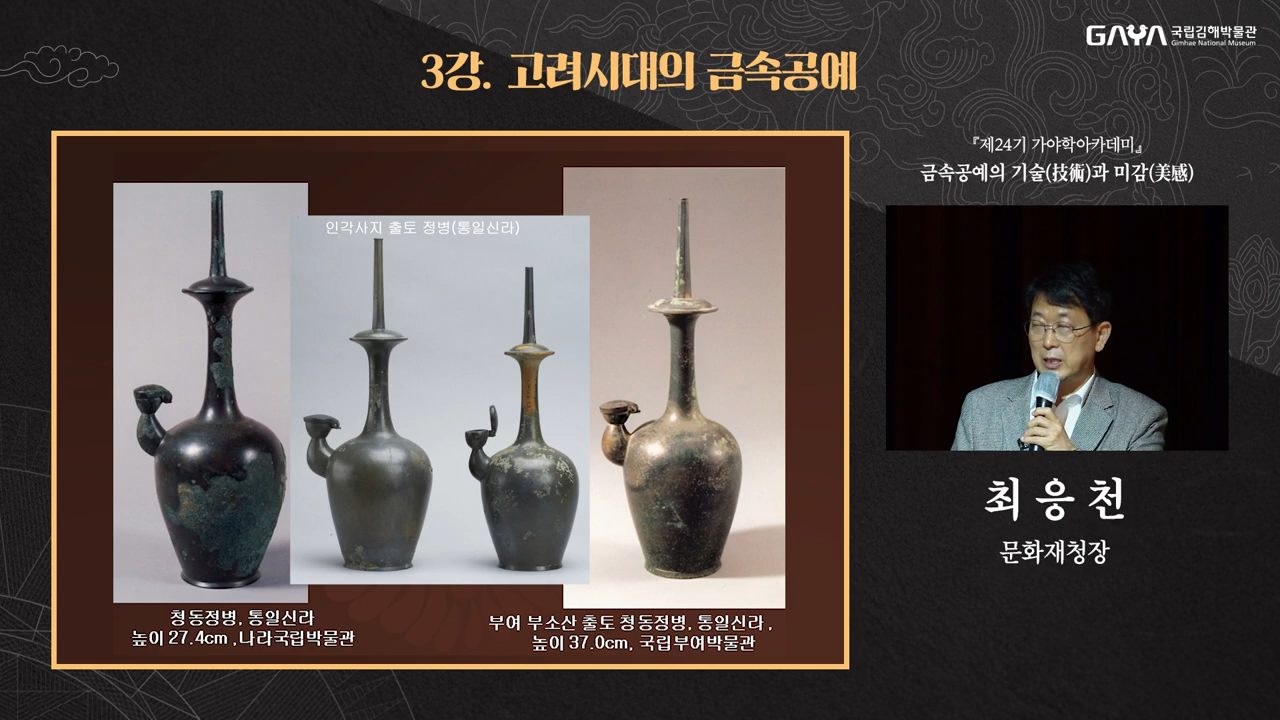 GAYA 국립김해박물관
Gimhae National Museum
3강. 고려시대의 금속공예
『제24기 가야학아카데미』
금속공예의 기술(技術)과 미감(美感)
인각사지 출토 정병(통일신라)
청동정병, 통일신라
높이 27.4cm ,나라국립박물관
부여 부소산 출토 청동정병, 통일신라 ,
높이 37.0cm, 국립부여박물관
최응천
문화재청장